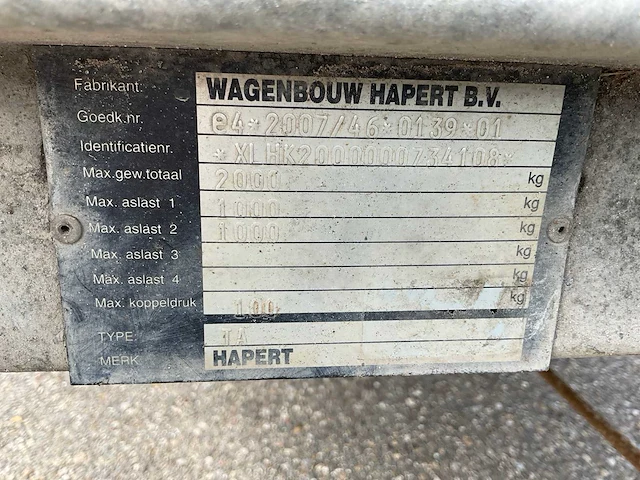 Fabrikant: WAGENBOUW HAPERT B.V.
Goedk.nr. e4*2007/46*0139*01
Identificatienr. *XLHK2000000734108*
Max.gew.totaal 2000 kg
Max. aslast 1 1000 kg
Max. aslast 2 1000 kg
Max. aslast 3 kg
Max. aslast 4 kg
Max. koppeldruk 100 kg
TYPE 1A
MERK HAPERT